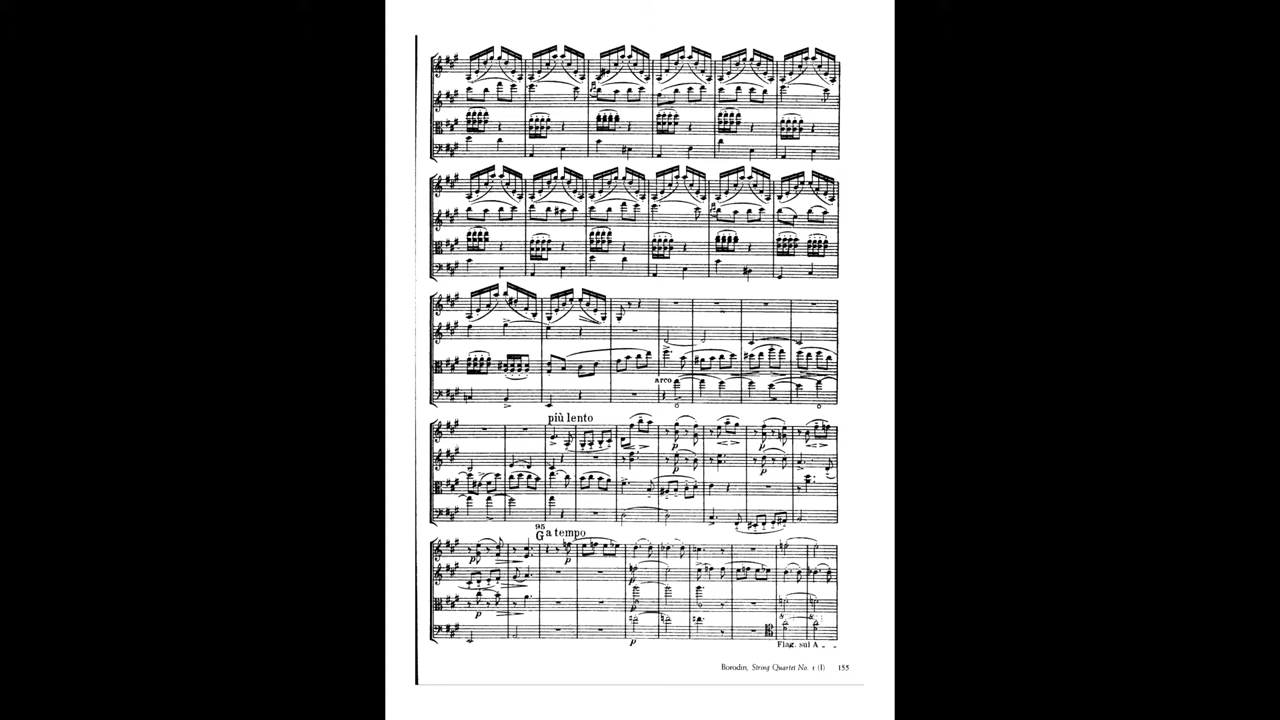 arco
più lento
p
p
p
p
p
95
G a tempo
p
p
p
p
Flag. sul A - -
Borodin, String Quartet No. 1 (I) 155